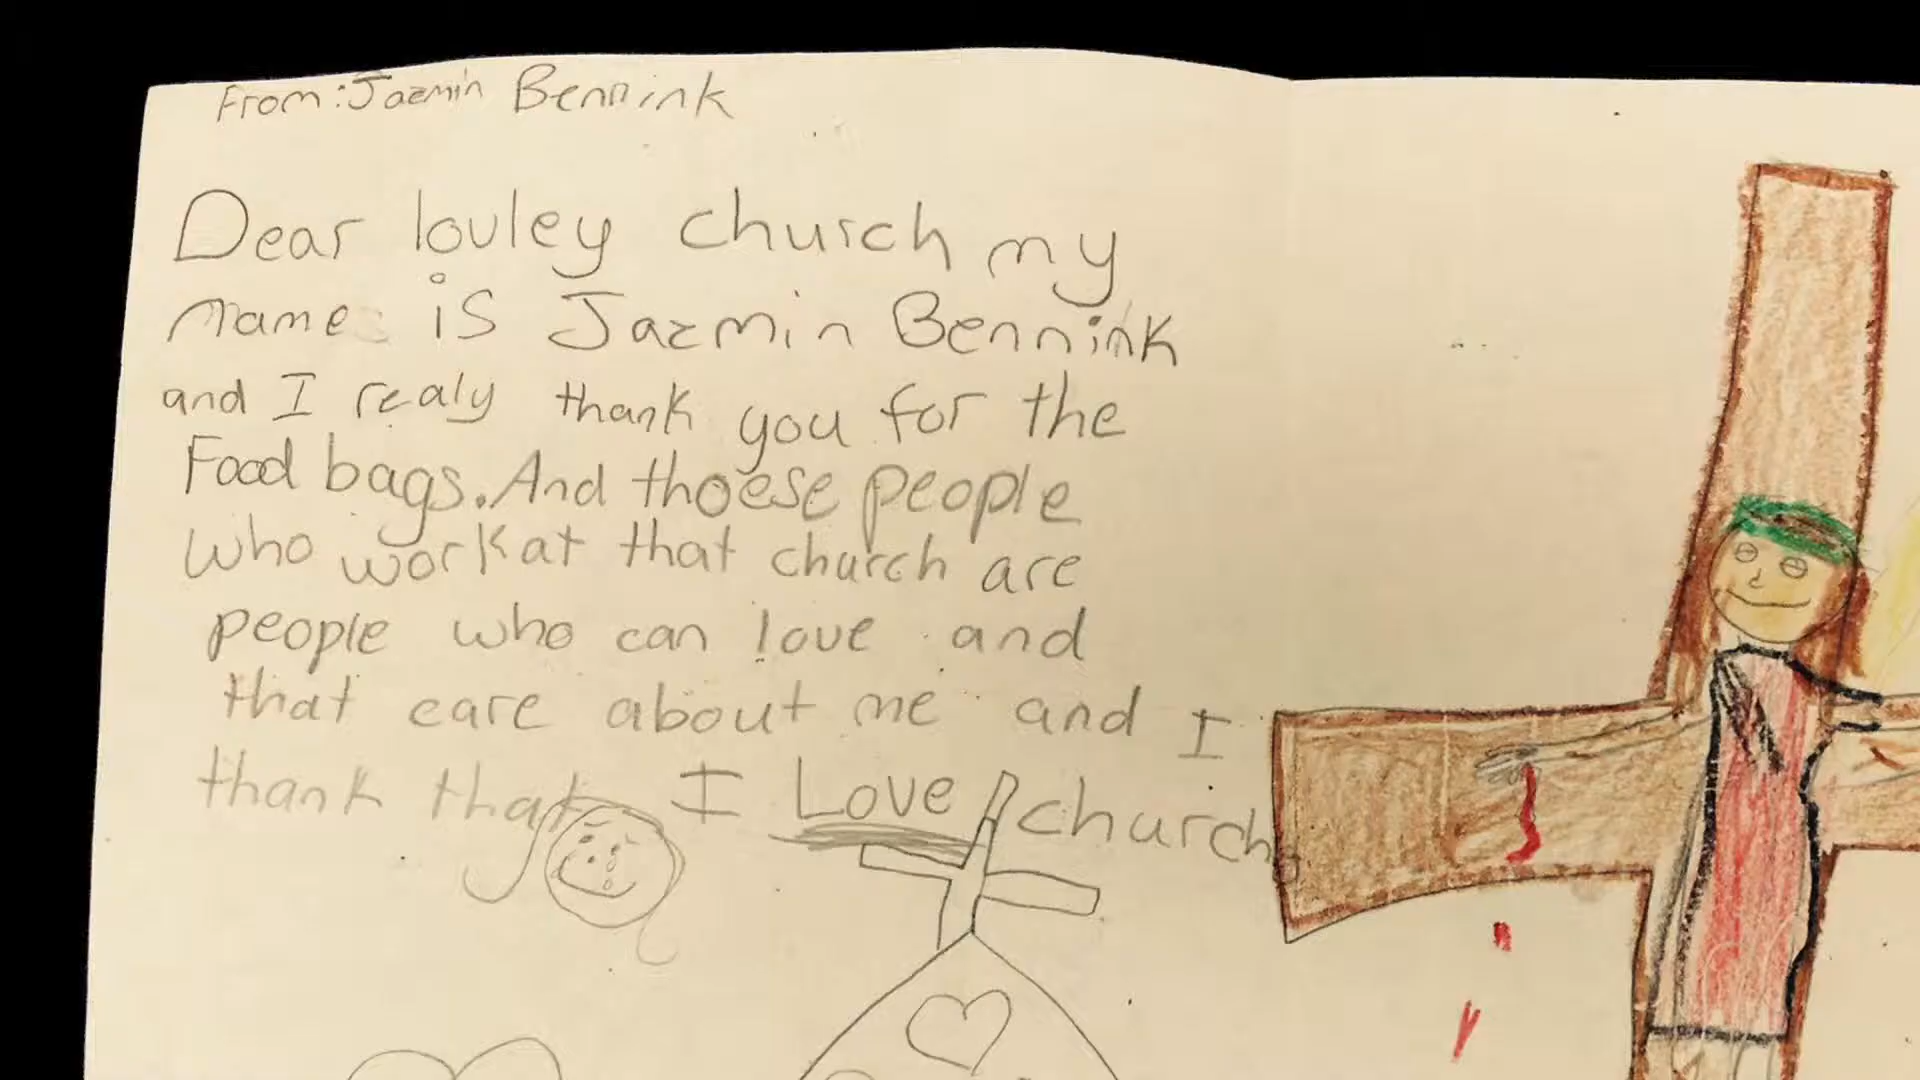 From: Jazmin Bennink
Dear louley church my
name is Jazmin Bennink
and I realy thank you for the
Food bags. And thoese people
who work at that church are
people who can love and
that care about me and I
thank that I Love church